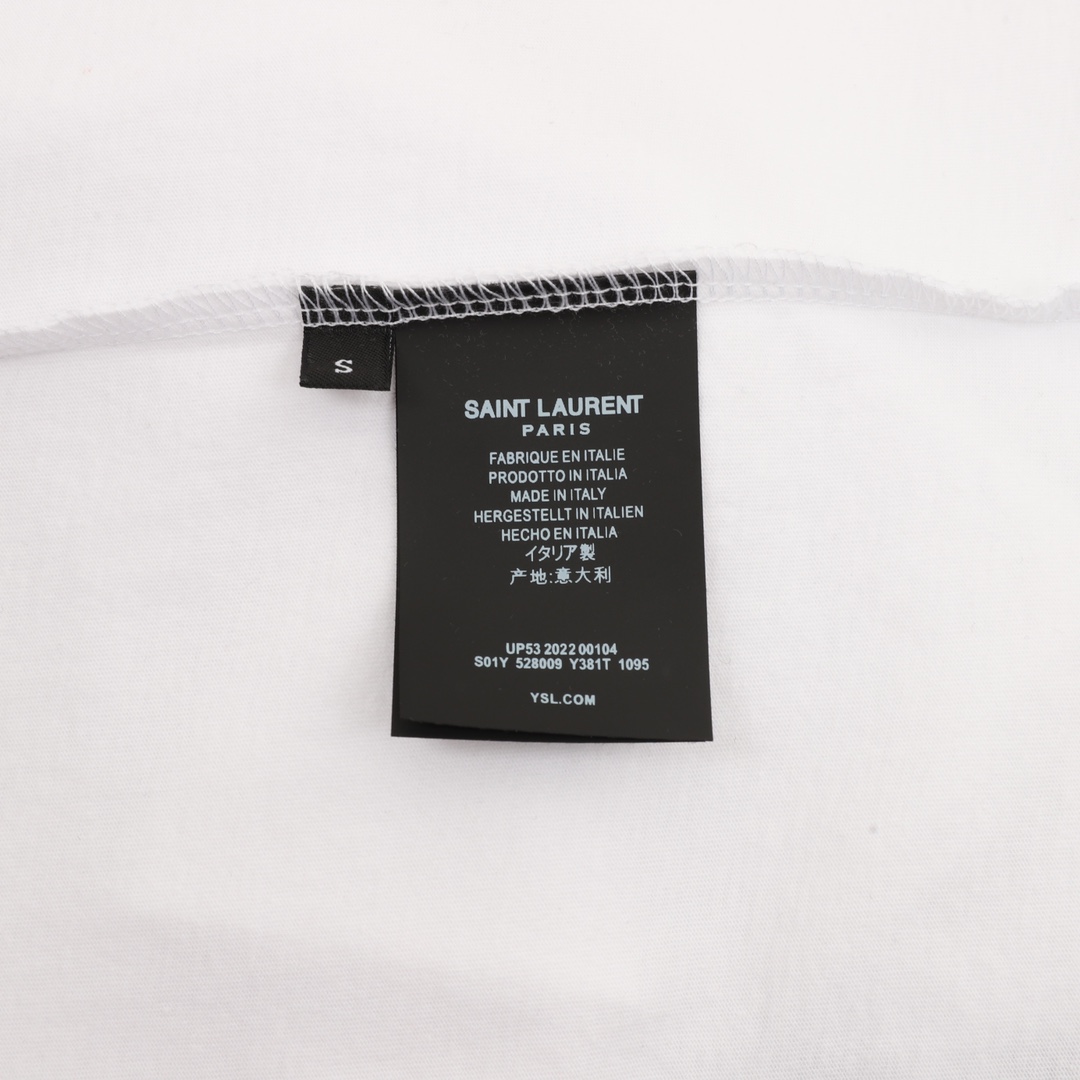 S
SAINT LAURENT
PARIS
FABRIQUE EN ITALIE
PRODOTTO IN ITALIA
MADE IN ITALY
HERGESTELLT IN ITALIEN
HECHO EN ITALIA
イタリア製
产地:意大利
UP53 2022 00104
S01Y 528009 Y381T 1095
YSL.COM